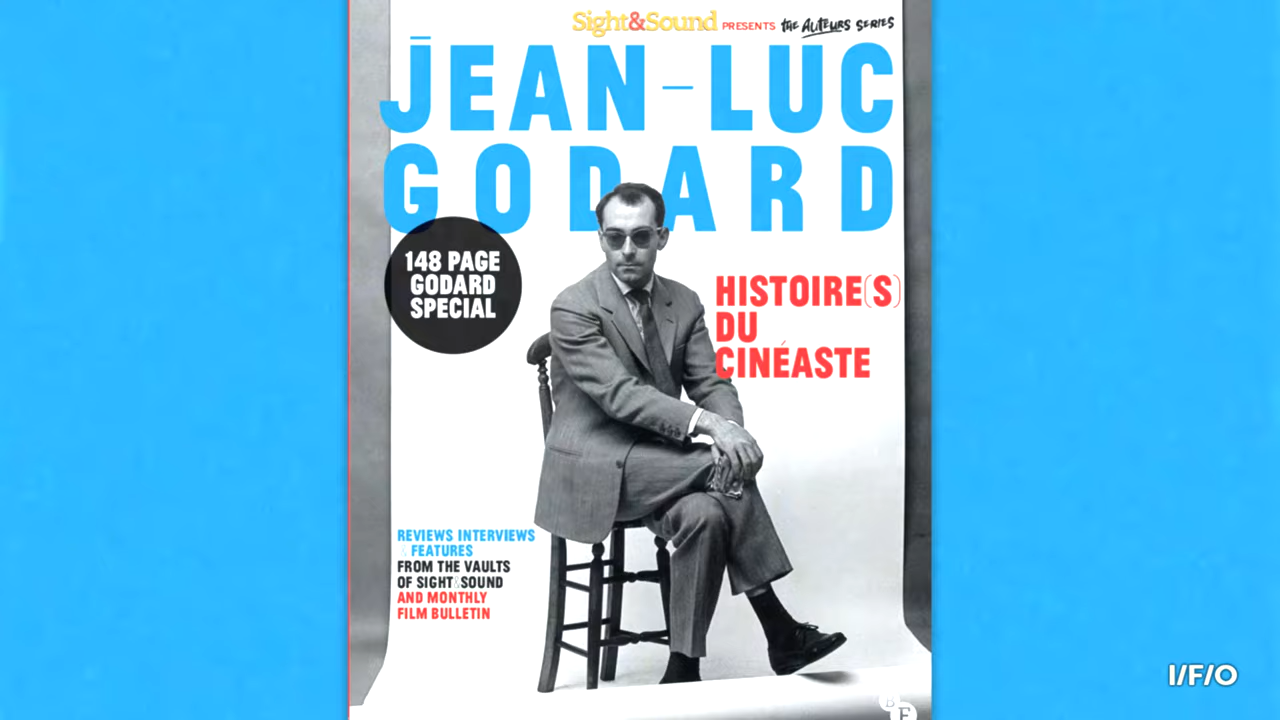 Sight&Sound PRESENTS THE AUTEURS SERIES
JEAN-LUC
GODARD
148 PAGE
GODARD
SPECIAL
HISTOIRE(S)
DU
CINÉASTE
REVIEWS INTERVIEWS
& FEATURES
FROM THE VAULTS
OF SIGHT&SOUND
AND MONTHLY
FILM BULLETIN
I/F/O
B
F